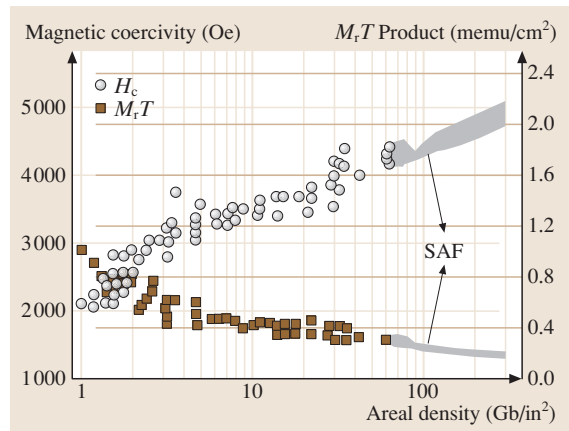 Magnetic coercivity (Oe)
MᵣT Product (memu/cm²)
H_c
MᵣT
5000
4000
3000
2000
1000
2.4
2.0
1.6
1.2
0.8
0.4
0.0
SAF
1
10
100
Areal density (Gb/in²)